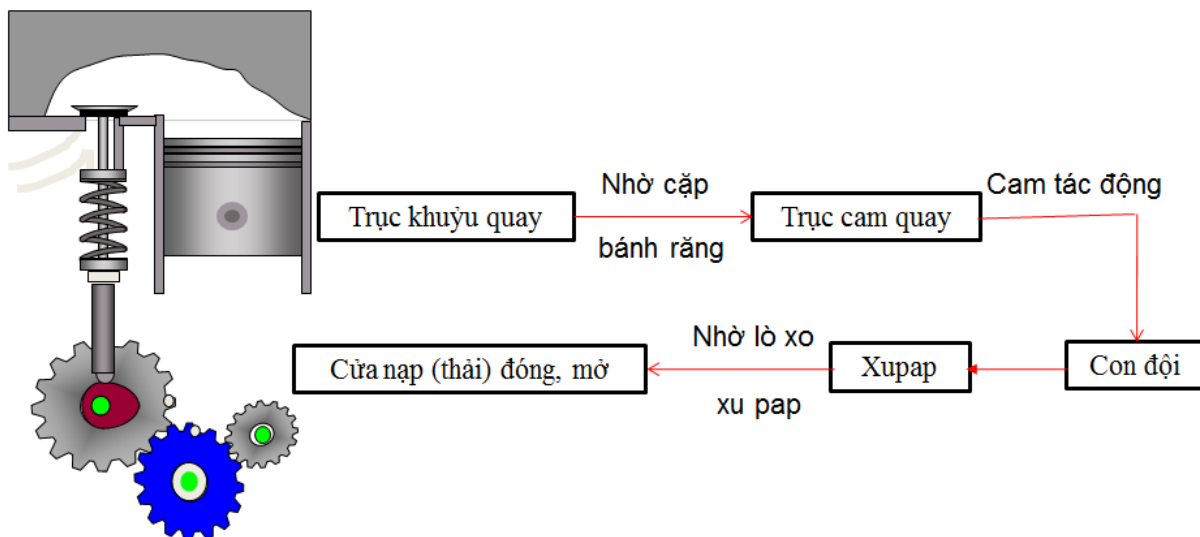 Trục khuỷu quay
Nhờ cặp
bánh răng
Trục cam quay
Cam tác động
Con đội
Xupap
Nhờ lò xo
xu pap
Cửa nạp (thải) đóng, mở